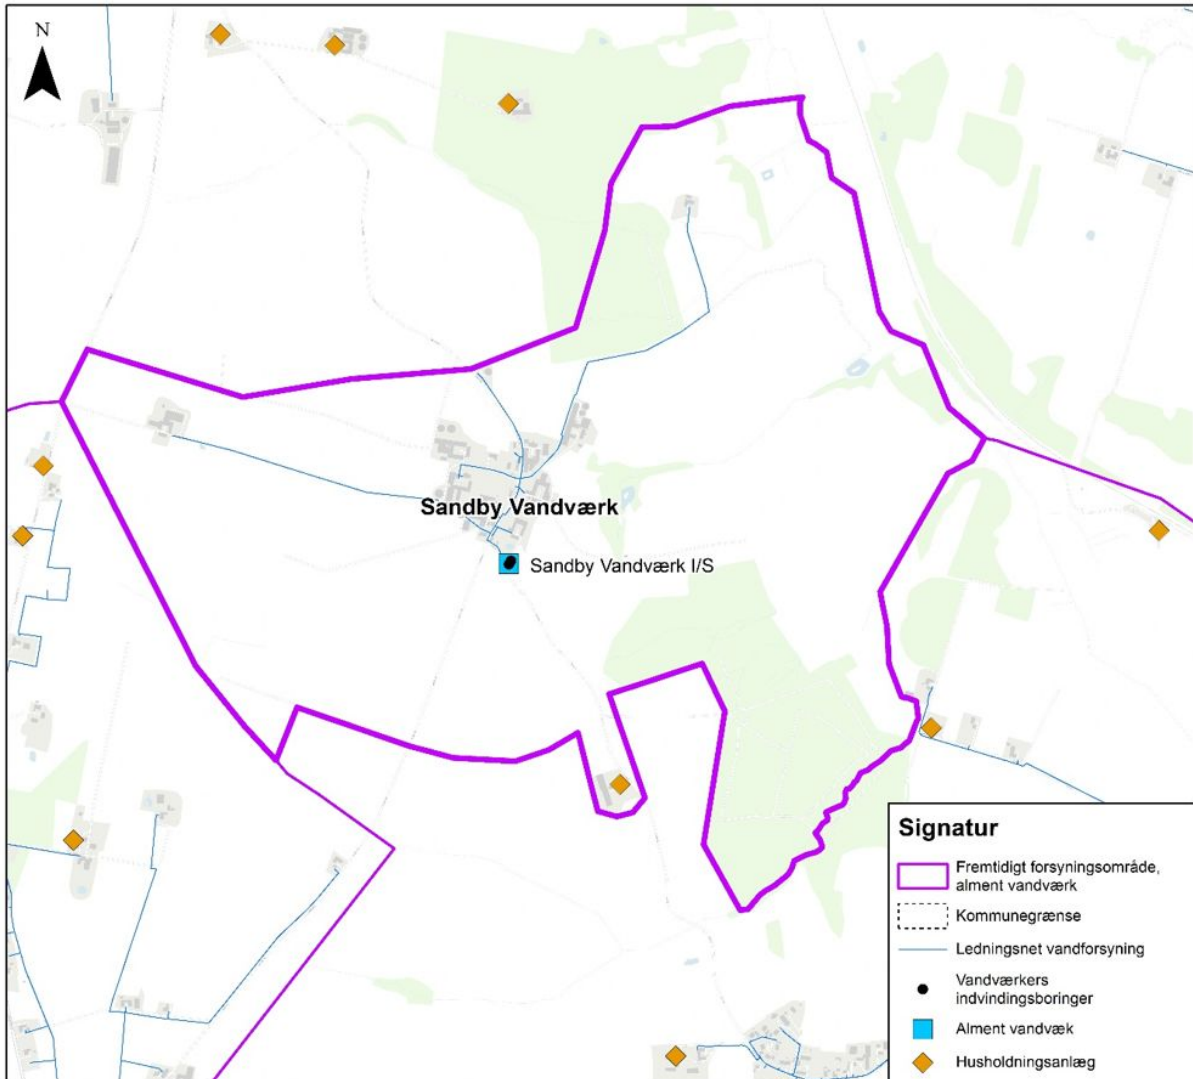 N
Sandby Vandværk
Sandby Vandværk I/S
Signatur
Fremtidigt forsyningsområde,
alment vandværk
Kommunegrænse
Ledningsnet vandforsyning
Vandværkers
indvindingsboringer
Alment vandvæk
Husholdningsanlæg